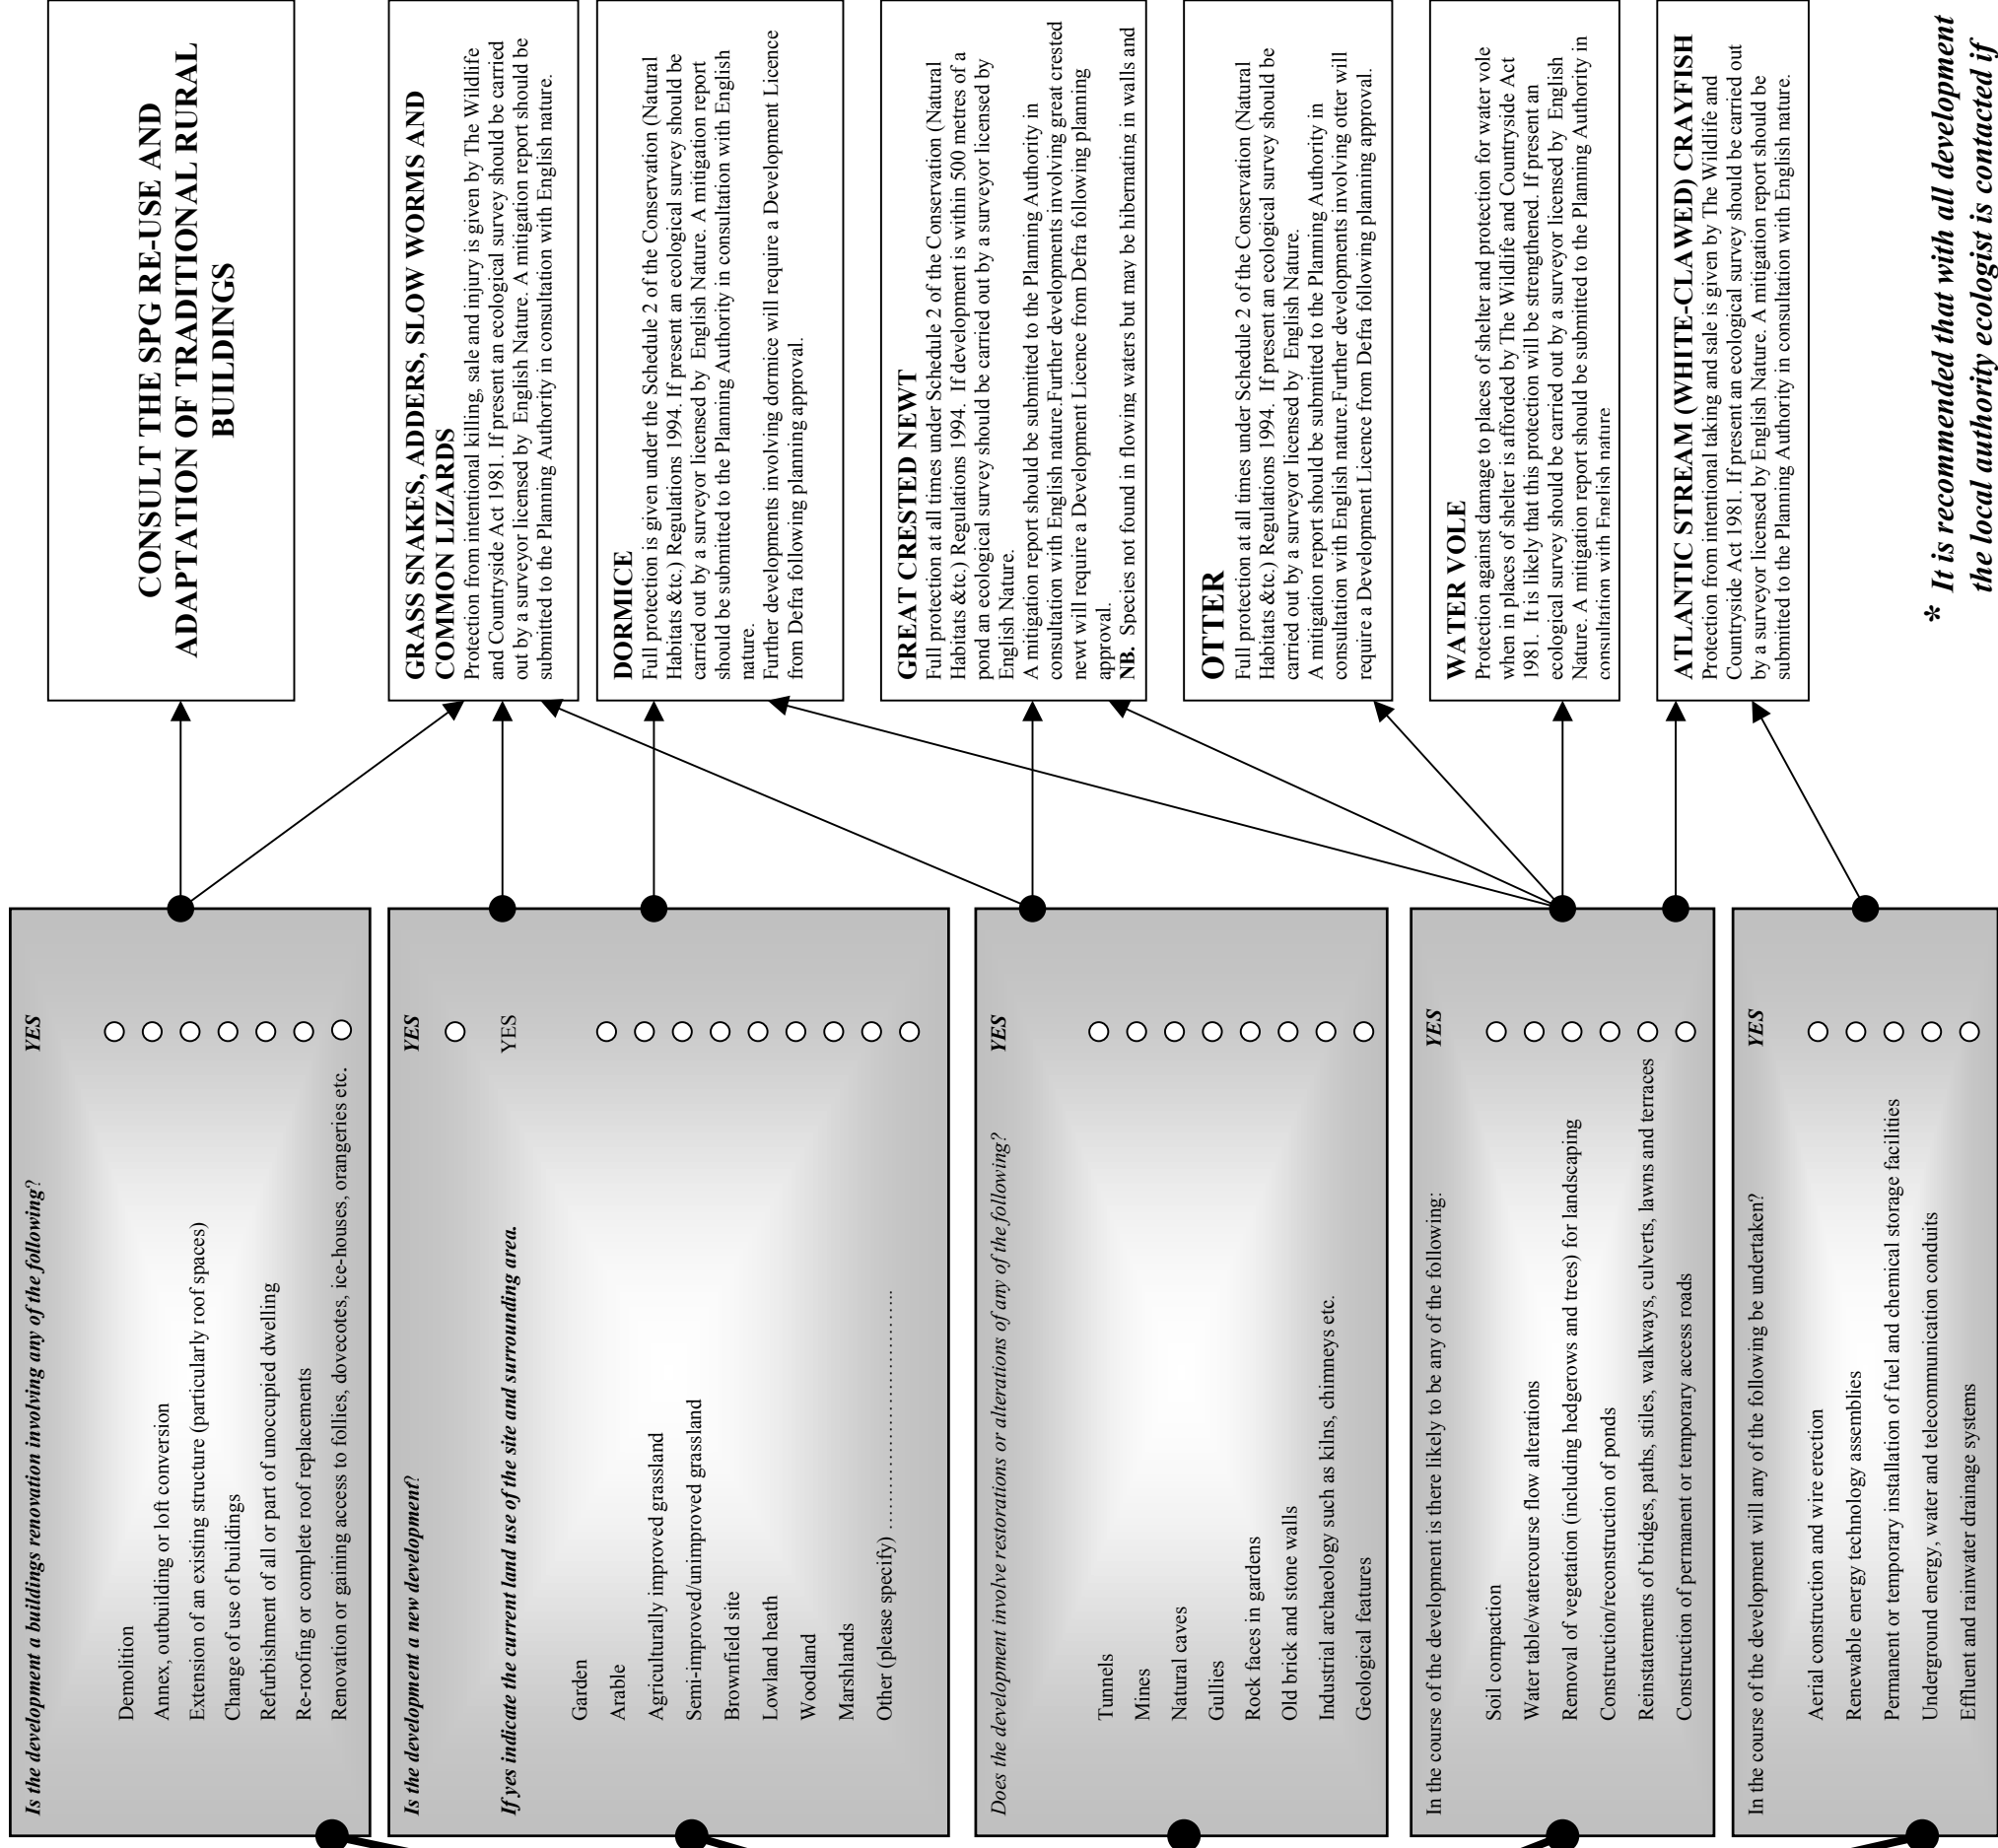 Is the development a buildings renovation involving any of the following?
YES
Demolition
Annex, outbuilding or loft conversion
Extension of an existing structure (particularly roof spaces)
Change of use of buildings
Refurbishment of all or part of unoccupied dwelling
Re-roofing or complete roof replacements
Renovation or gaining access to follies, dovecotes, ice-houses, orangeries etc.
Is the development a new development?
YES
If yes indicate the current land use of the site and surrounding area.
YES
Garden
Arable
Agriculturally improved grassland
Semi-improved/unimproved grassland
Brownfield site
Lowland heath
Woodland
Marshlands
Other (please specify) ……………………………
Does the development involve restorations or alterations of any of the following?
YES
Tunnels
Mines
Natural caves
Gullies
Rock faces in gardens
Old brick and stone walls
Industrial archaeology such as kilns, chimneys etc.
Geological features
In the course of the development is there likely to be any of the following:
YES
Soil compaction
Water table/watercourse flow alterations
Removal of vegetation (including hedgerows and trees) for landscaping
Construction/reconstruction of ponds
Reinstatements of bridges, paths, stiles, walkways, culverts, lawns and terraces
Construction of permanent or temporary access roads
In the course of the development will any of the following be undertaken?
YES
Aerial construction and wire erection
Renewable energy technology assemblies
Permanent or temporary installation of fuel and chemical storage facilities
Underground energy, water and telecommunication conduits
Effluent and rainwater drainage systems
CONSULT THE SPG RE-USE AND
ADAPTATION OF TRADITIONAL RURAL
BUILDINGS
GRASS SNAKES, ADDERS, SLOW WORMS AND
COMMON LIZARDS
Protection from intentional killing, sale and injury is given by The Wildlife
and Countryside Act 1981. If present an ecological survey should be carried
out by a surveyor licensed by English Nature. A mitigation report should be
submitted to the Planning Authority in consultation with English nature.
DORMICE
Full protection is given under the Schedule 2 of the Conservation (Natural
Habitats &tc.) Regulations 1994. If present an ecological survey should be
carried out by a surveyor licensed by English Nature. A mitigation report
should be submitted to the Planning Authority in consultation with English
nature.
Further developments involving dormice will require a Development Licence
from Defra following planning approval.
GREAT CRESTED NEWT
Full protection at all times under Schedule 2 of the Conservation (Natural
Habitats &tc.) Regulations 1994. If development is within 500 metres of a
pond an ecological survey should be carried out by a surveyor licensed by
English Nature.
A mitigation report should be submitted to the Planning Authority in
consultation with English nature.Further developments involving great crested
newt will require a Development Licence from Defra following planning
approval.
NB. Species not found in flowing waters but may be hibernating in walls and
OTTER
Full protection at all times under Schedule 2 of the Conservation (Natural
Habitats &tc.) Regulations 1994. If present an ecological survey should be
carried out by a surveyor licensed by English Nature.
A mitigation report should be submitted to the Planning Authority in
consultation with English nature.Further developments involving otter will
require a Development Licence from Defra following planning approval.
WATER VOLE
Protection against damage to places of shelter and protection for water vole
when in places of shelter is afforded by The Wildlife and Countryside Act
1981. It is likely that this protection will be strengthened. If present an
ecological survey should be carried out by a surveyor licensed by English
Nature. A mitigation report should be submitted to the Planning Authority in
consultation with English nature
ATLANTIC STREAM (WHITE-CLAWED) CRAYFISH
Protection from intentional taking and sale is given by The Wildlife and
Countryside Act 1981. If present an ecological survey should be carried out
by a surveyor licensed by English Nature. A mitigation report should be
submitted to the Planning Authority in consultation with English nature.
* It is recommended that with all development
the local authority ecologist is contacted if